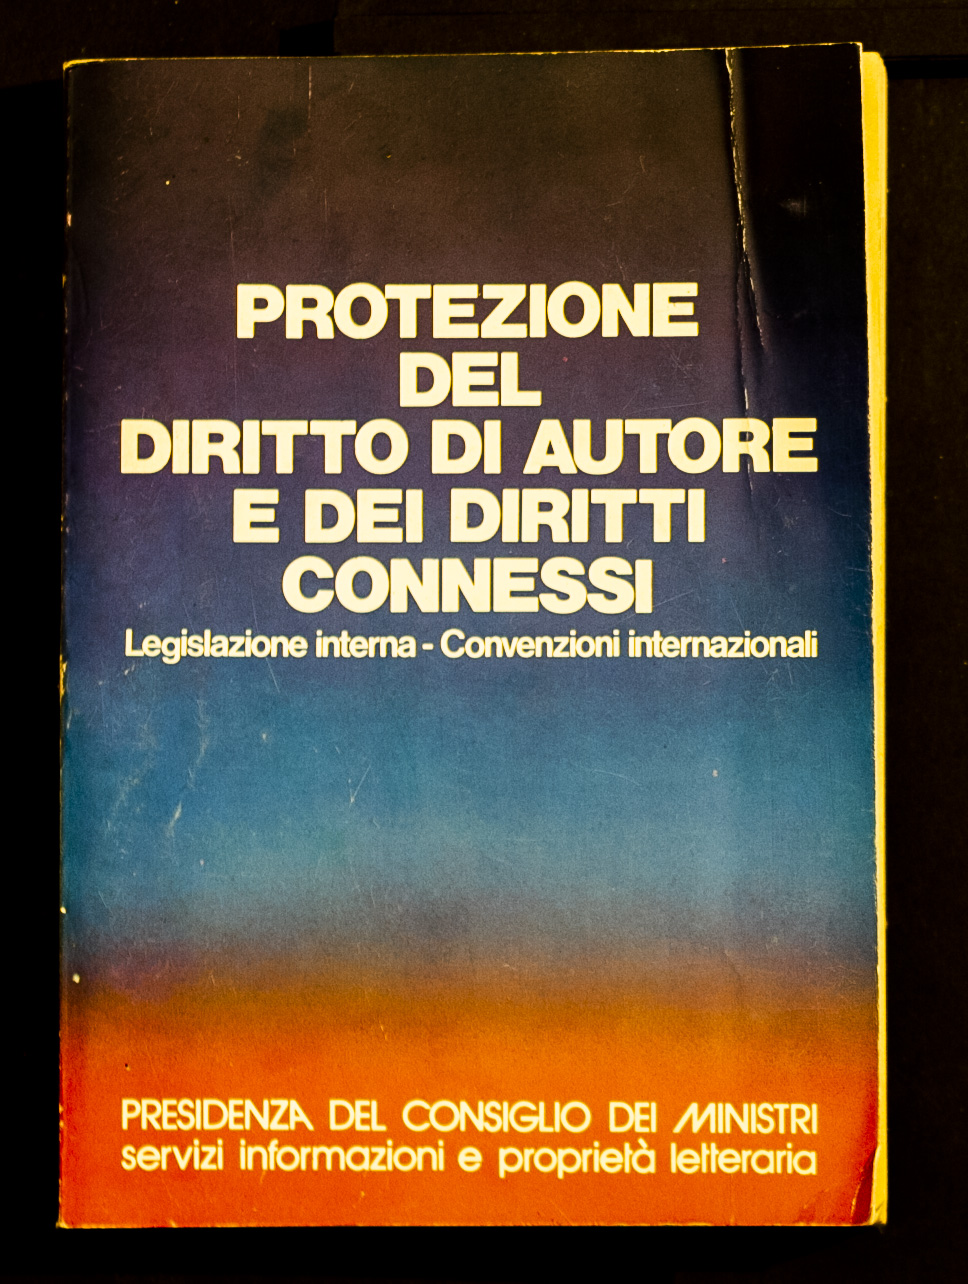 PROTEZIONE
DEL
DIRITTO DI AUTORE
E DEI DIRITTI
CONNESSI
Legislazione interna - Convenzioni internazionali
PRESIDENZA DEL CONSIGLIO DEI MINISTRI
servizi informazioni e proprietà letteraria